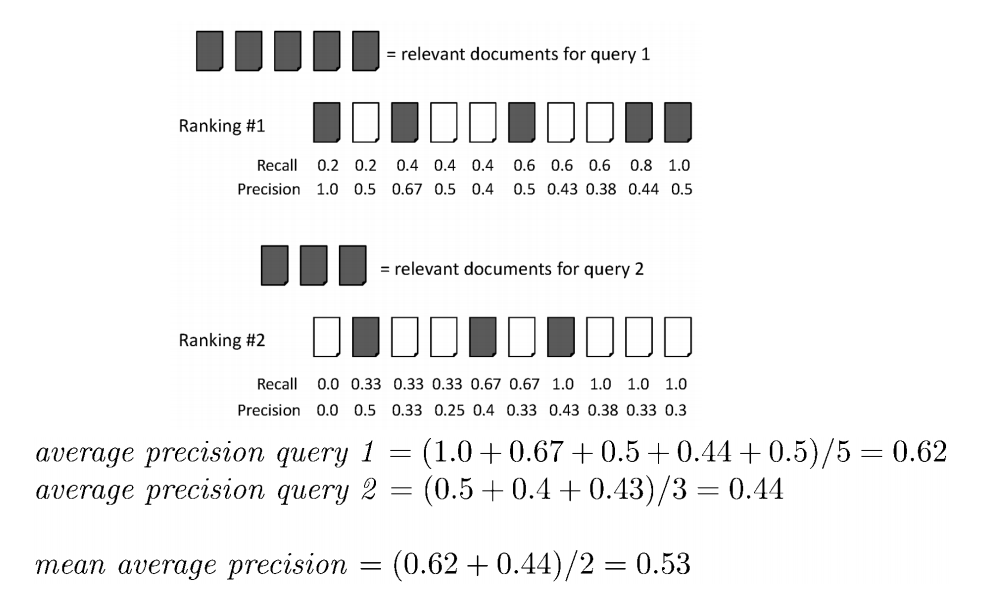 = relevant documents for query 1
Ranking #1
Recall 0.2 0.2 0.4 0.4 0.4 0.6 0.6 0.6 0.8 1.0
Precision 1.0 0.5 0.67 0.5 0.4 0.5 0.43 0.38 0.44 0.5
= relevant documents for query 2
Ranking #2
Recall 0.0 0.33 0.33 0.33 0.67 0.67 1.0 1.0 1.0 1.0
Precision 0.0 0.5 0.33 0.25 0.4 0.33 0.43 0.38 0.33 0.3
average precision query 1 = (1.0 + 0.67 + 0.5 + 0.44 + 0.5)/5 = 0.62
average precision query 2 = (0.5 + 0.4 + 0.43)/3 = 0.44
mean average precision = (0.62 + 0.44)/2 = 0.53